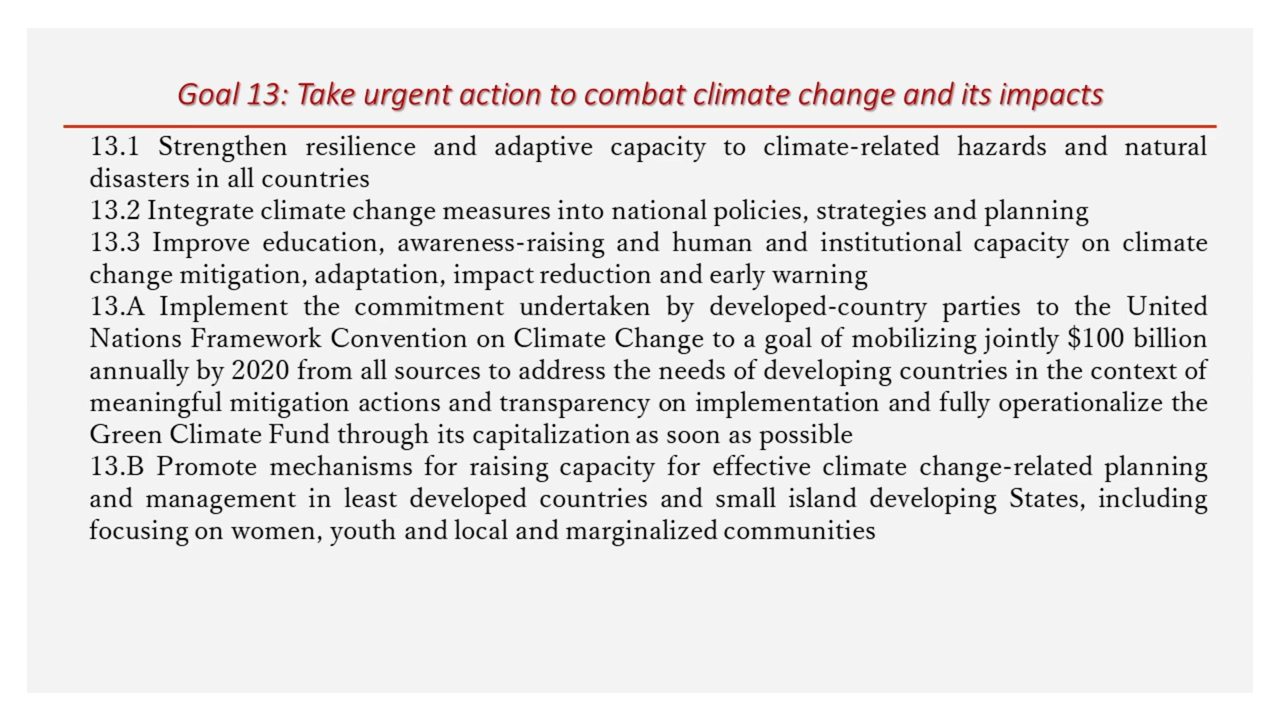 Goal 13: Take urgent action to combat climate change and its impacts
13.1 Strengthen resilience and adaptive capacity to climate-related hazards and natural
disasters in all countries
13.2 Integrate climate change measures into national policies, strategies and planning
13.3 Improve education, awareness-raising and human and institutional capacity on climate
change mitigation, adaptation, impact reduction and early warning
13.A Implement the commitment undertaken by developed-country parties to the United
Nations Framework Convention on Climate Change to a goal of mobilizing jointly $100 billion
annually by 2020 from all sources to address the needs of developing countries in the context of
meaningful mitigation actions and transparency on implementation and fully operationalize the
Green Climate Fund through its capitalization as soon as possible
13.B Promote mechanisms for raising capacity for effective climate change-related planning
and management in least developed countries and small island developing States, including
focusing on women, youth and local and marginalized communities